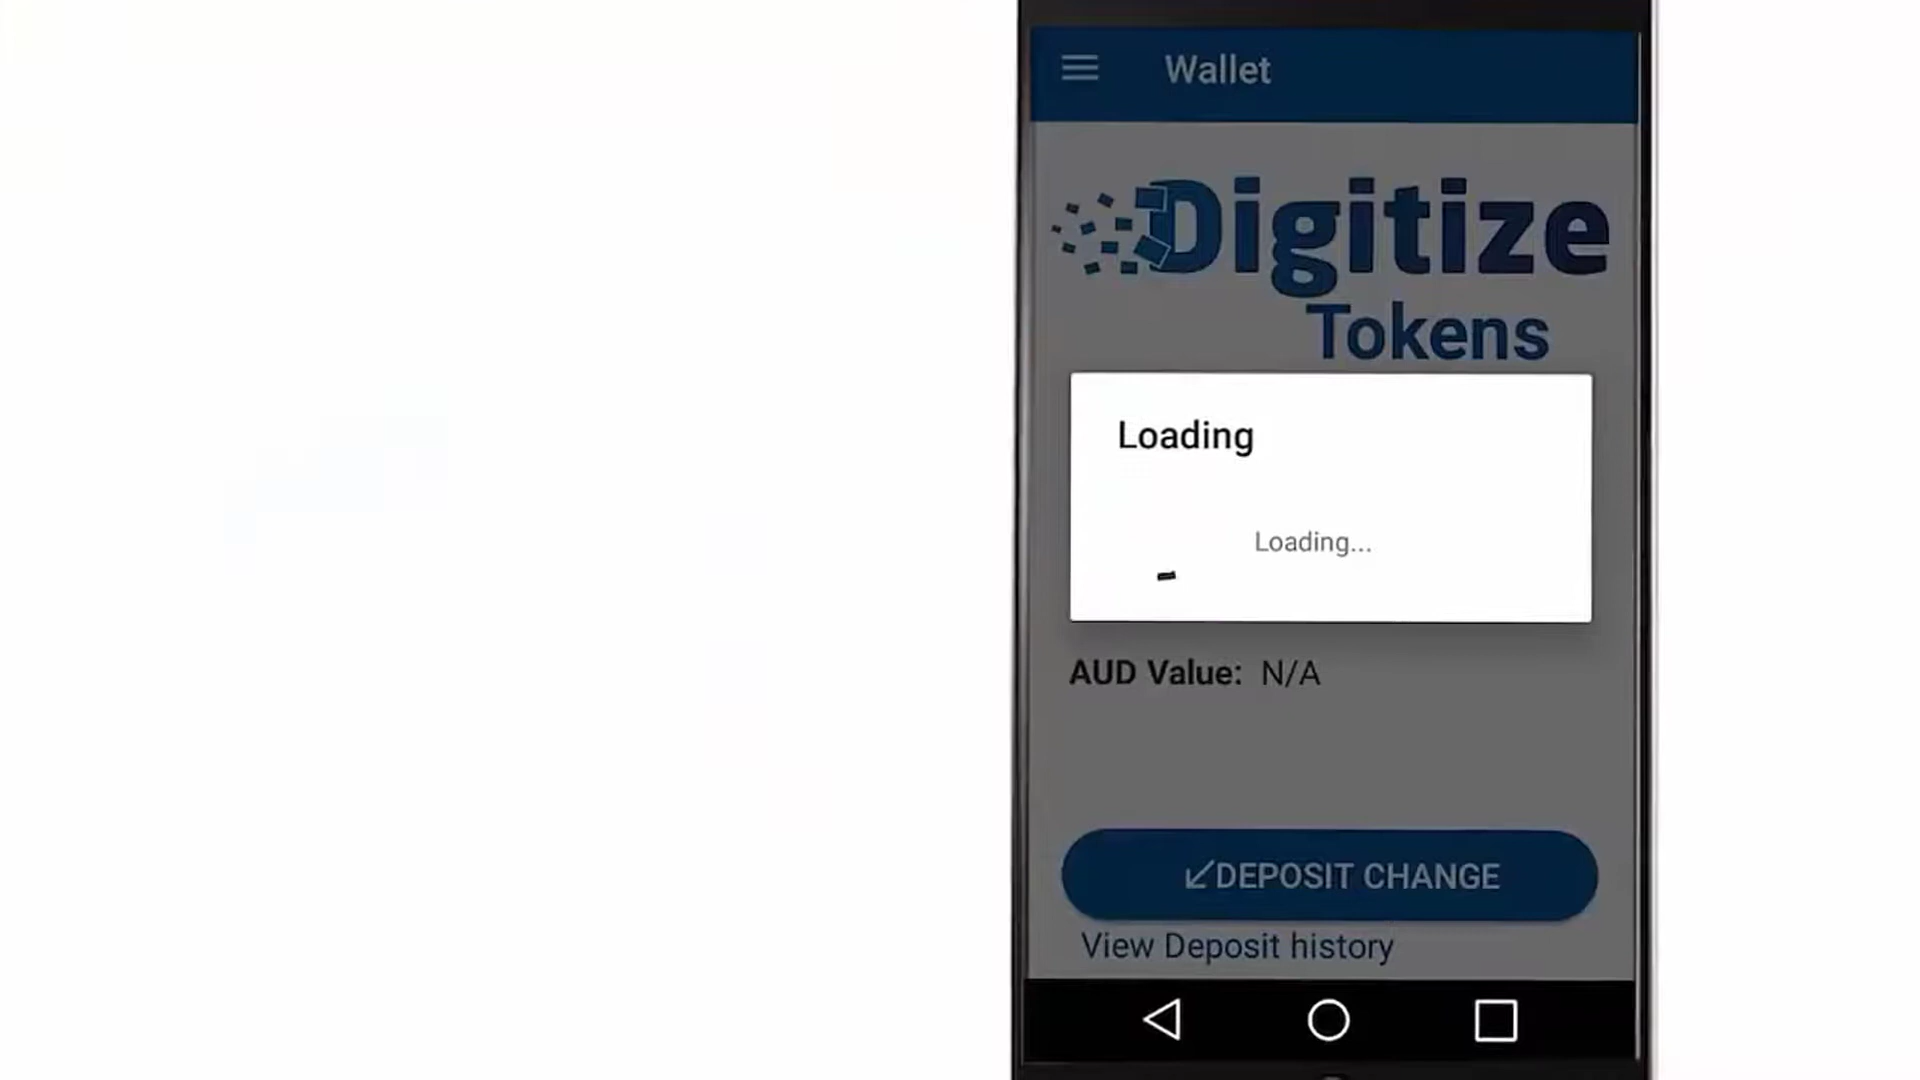 Wallet
Digitize
Tokens
Loading
Loading...
AUD Value: N/A
DEPOSIT CHANGE
View Deposit history